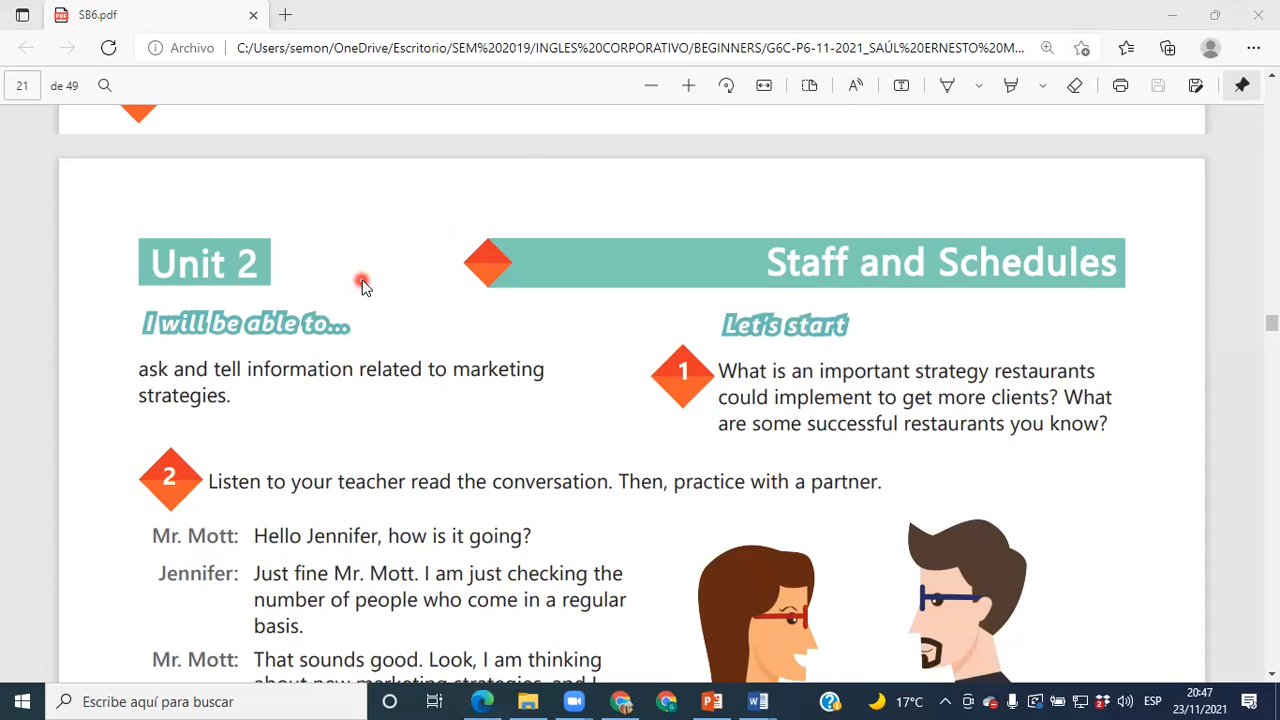 SB6.pdf
Archivo
C:/Users/semon/OneDrive/Escritorio/SEM%202019/INGLES%20CORPORATIVO/BEGINNERS/G6C-P6-11-2021_SAÚL%20ERNESTO%20M...
21 de 49
Unit 2
Staff and Schedules
I will be able to...
ask and tell information related to marketing
strategies.
Let's start
1
What is an important strategy restaurants
could implement to get more clients? What
are some successful restaurants you know?
2
Listen to your teacher read the conversation. Then, practice with a partner.
Mr. Mott: Hello Jennifer, how is it going?
Jennifer: Just fine Mr. Mott. I am just checking the
number of people who come in a regular
basis.
Mr. Mott: That sounds good. Look, I am thinking
about new marketing strategies, and I
Escribe aquí para buscar
17°C
ESP
20:47
23/11/2021